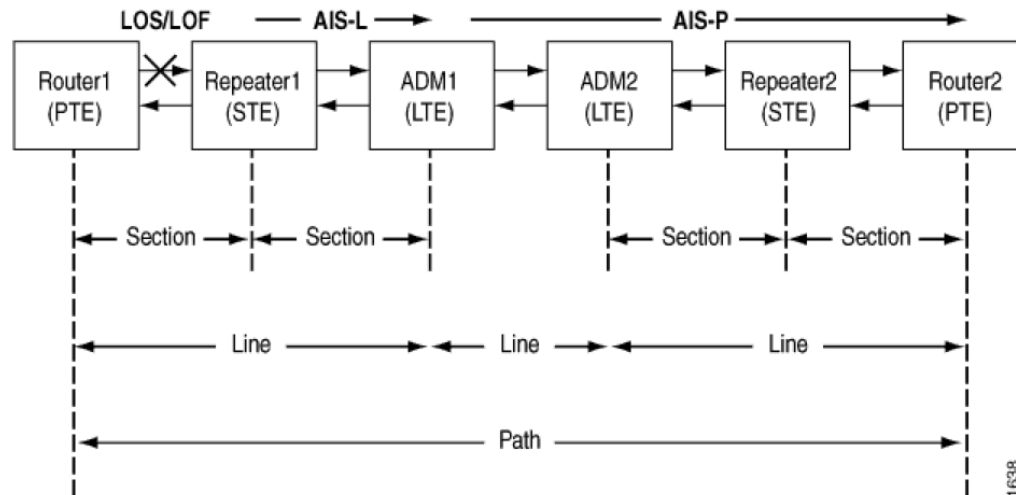 LOS/LOF AIS-L AIS-P
Router1 (PTE)
Repeater1 (STE)
ADM1 (LTE)
ADM2 (LTE)
Repeater2 (STE)
Router2 (PTE)
Section Section Section Section
Line Line Line
Path
1638